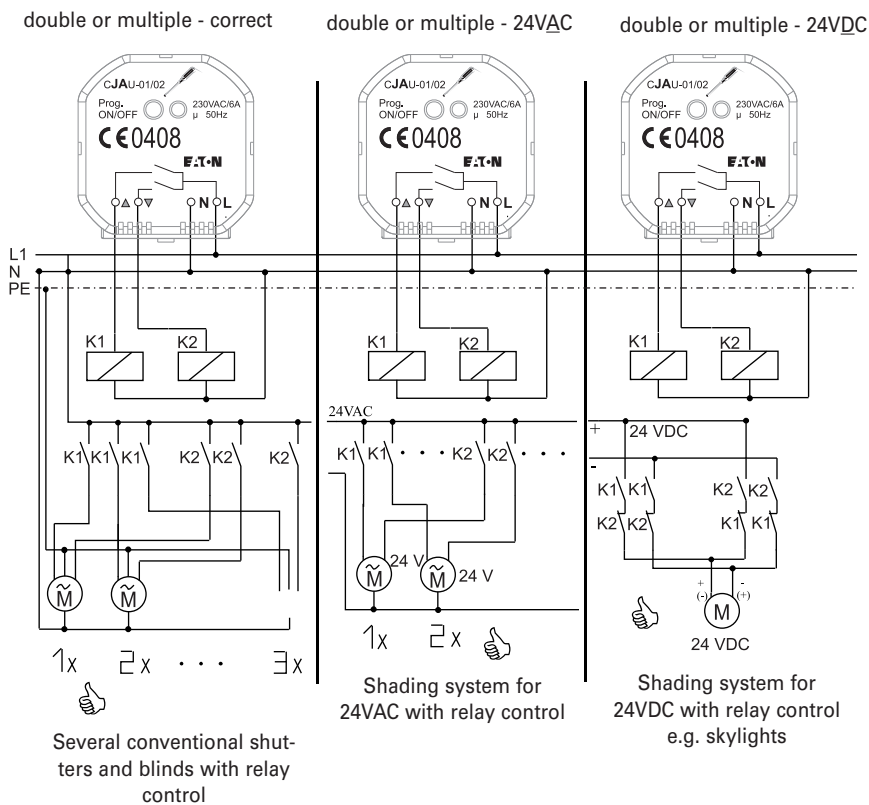 double or multiple - correct
double or multiple - 24VAC
double or multiple - 24VDC
CJAU-01/02
Prog.
ON/OFF
230VAC/6A
µ 50Hz
CE0408
EATON
N L
CJAU-01/02
Prog.
ON/OFF
230VAC/6A
µ 50Hz
CE0408
EATON
N L
CJAU-01/02
Prog.
ON/OFF
230VAC/6A
µ 50Hz
CE0408
EATON
N L
L1
N
PE
K1 K2
K1 K2
K1 K2
24VAC
+ 24 VDC
-
K1 K1 K1 K2 K2 K2
K1 K1 · · · · K2 K2 · · ·
K1 K1 K2 K2
K2 K2 K1 K1
M M
24 V
M M
24 V
+ -
(-) (+)
M
24 VDC
1x 2x · · · 3x
1x 2x
Several conventional shut-
ters and blinds with relay
control
Shading system for
24VAC with relay control
Shading system for
24VDC with relay control
e.g. skylights